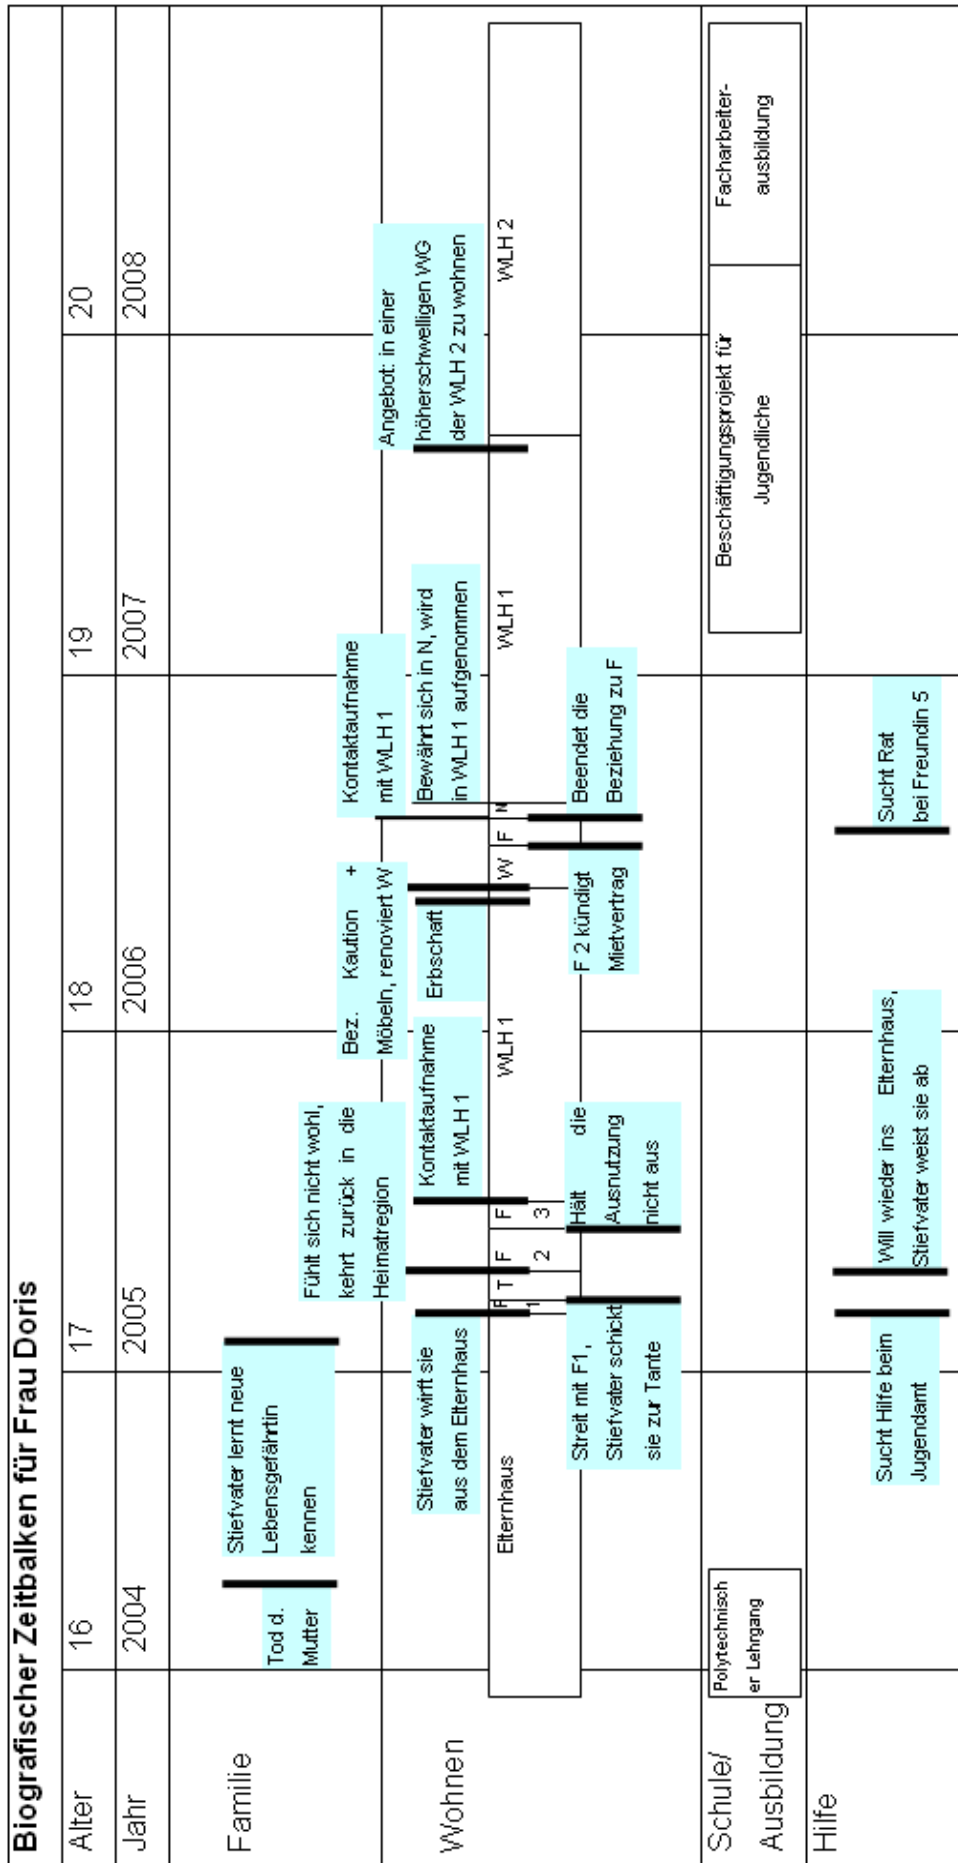 Biografischer Zeitbalken für Frau Doris
Alter
16
17
18
19
20
Jahr
2004
2005
2006
2007
2008
Familie
Tod d.
Mutter
Stiefvater lernt neue
Lebensgefährtin
kennen
Fühlt sich nicht wohl,
kehrt zurück in die
Heimatregion
Bez. Kaution +
Möbeln, renoviert W
Kontaktaufnahme
mit WLH 1
Angebot: in einer
höherschwelligen WG
der WLH 2 zu wohnen
Wohnen
Stiefvater wirft sie
aus dem Elternhaus
Kontaktaufnahme
mit WLH 1
Erbschaft
Bewährt sich in N, wird
in WLH 1 aufgenommen
Elternhaus
F
1
T
F
2
F
3
WLH 1
W
F
N
WLH 1
WLH 2
Streit mit F1,
Stiefvater schickt
sie zur Tante
Hält die
Ausnutzung
nicht aus
F 2 kündigt
Mietvertrag
Beendet die
Beziehung zu F
Schule/
Ausbildung
Polytechnisch
er Lehrgang
Beschäftigungsprojekt für
Jugendliche
Facharbeiter-
ausbildung
Hilfe
Sucht Hilfe beim
Jugendamt
Will wieder ins Elternhaus,
Stiefvater weist sie ab
Sucht Rat
bei Freundin 5